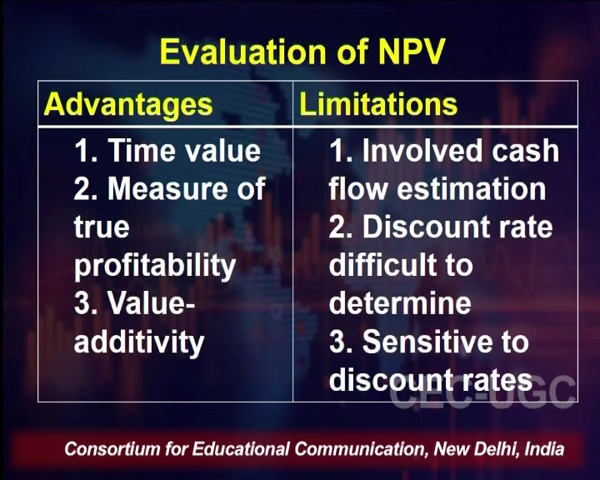 Evaluation of NPV
Advantages
1. Time value
2. Measure of
true
profitability
3. Value-
additivity
Limitations
1. Involved cash
flow estimation
2. Discount rate
difficult to
determine
3. Sensitive to
discount rates
CEC-UGC
Consortium for Educational Communication, New Delhi, India